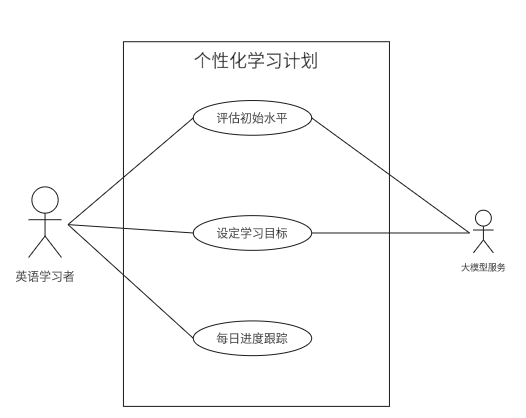 个性化学习计划
评估初始水平
设定学习目标
每日进度跟踪
英语学习者
大模型服务